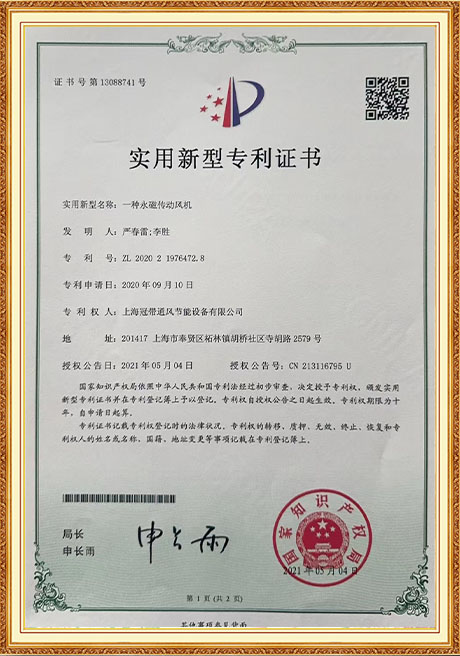 证书号第13088741号
实用新型专利证书
实用新型名称：一种永磁传动风机
发 明 人：严春雷;李胜
专 利 号：ZL 2020 2 1976472.8
专利申请日：2020年09月10日
专 利 权 人：上海冠带通风节能设备有限公司
地 址：201417 上海市奉贤区柘林镇胡桥社区寺胡路2579号
授权公告日：2021年05月04日 授权公告号：CN 213116795 U
国家知识产权局依照中华人民共和国专利法经过初步审查，决定授予专利权，颁发实用
新型专利证书并在专利登记簿上予以登记。专利权自授权公告之日起生效。专利权期限为十
年，自申请日起算。
专利证书记载专利权登记时的法律状况。专利权的转移、质押、无效、终止、恢复和专利
权人的姓名或名称、国籍、地址变更等事项记载在专利登记簿上。
局长
申长雨
申长雨
国家知识产权局
2021年05月04日
第 1 页 (共 2 页)
其他事项参见背面